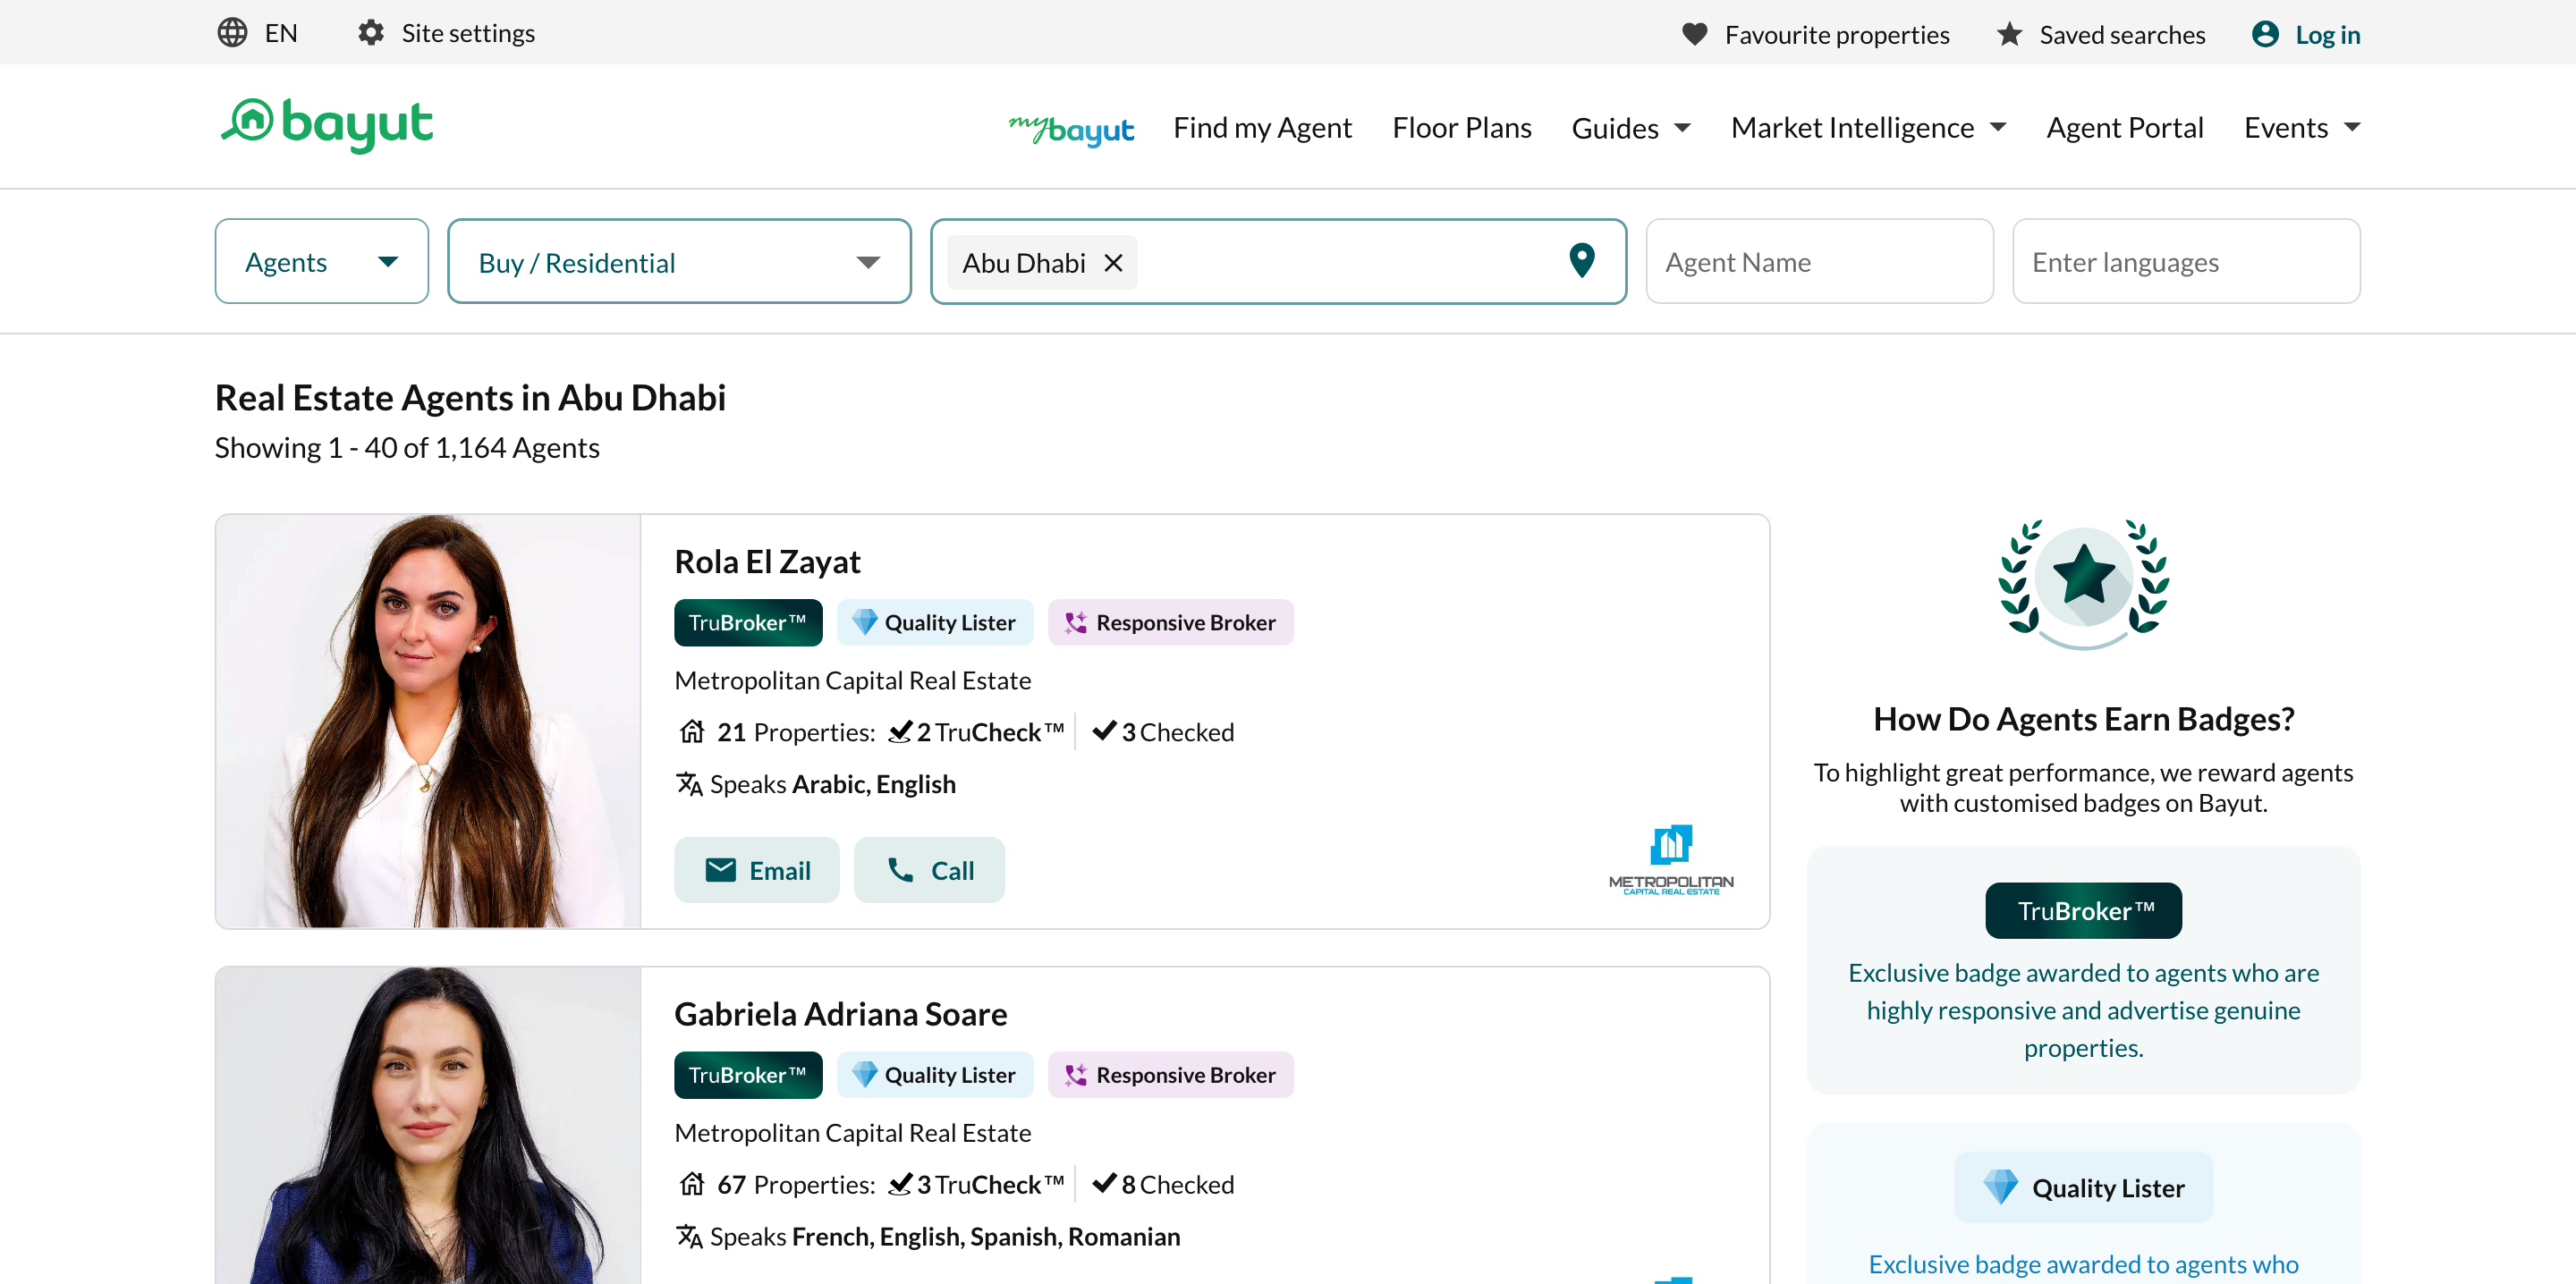 EN
Site settings
Favourite properties
Saved searches
Log in
bayut
mybayut
Find my Agent
Floor Plans
Guides
Market Intelligence
Agent Portal
Events
Agents
Buy / Residential
Abu Dhabi
Agent Name
Enter languages
Real Estate Agents in Abu Dhabi
Showing 1 - 40 of 1,164 Agents
Rola El Zayat
TruBroker™
Quality Lister
Responsive Broker
Metropolitan Capital Real Estate
21 Properties: 2 TruCheck™ 3 Checked
Speaks Arabic, English
Email
Call
METROPOLITAN
CAPITAL REAL ESTATE
Gabriela Adriana Soare
TruBroker™
Quality Lister
Responsive Broker
Metropolitan Capital Real Estate
67 Properties: 3 TruCheck™ 8 Checked
Speaks French, English, Spanish, Romanian
How Do Agents Earn Badges?
To highlight great performance, we reward agents
with customised badges on Bayut.
TruBroker™
Exclusive badge awarded to agents who are
highly responsive and advertise genuine
properties.
Quality Lister
Exclusive badge awarded to agents who